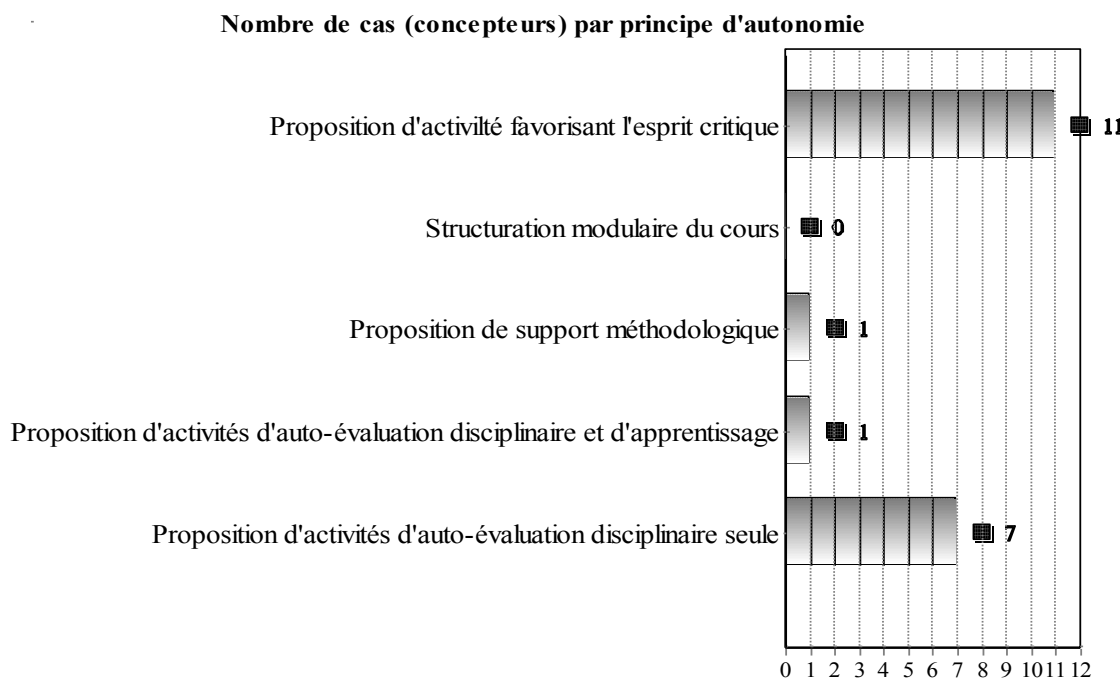 Nombre de cas (concepteurs) par principe d'autonomie
Proposition d'activilté favorisant l'esprit critique
11
Structuration modulaire du cours
0
Proposition de support méthodologique
1
Proposition d'activités d'auto-évaluation disciplinaire et d'apprentissage
1
Proposition d'activités d'auto-évaluation disciplinaire seule
7
0 1 2 3 4 5 6 7 8 9 10 11 12